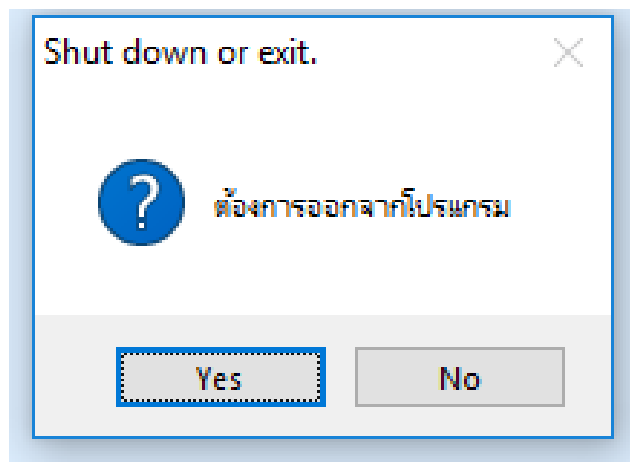 Shut down or exit.
?
ต้องการออกจากโปรแกรม
Yes
No